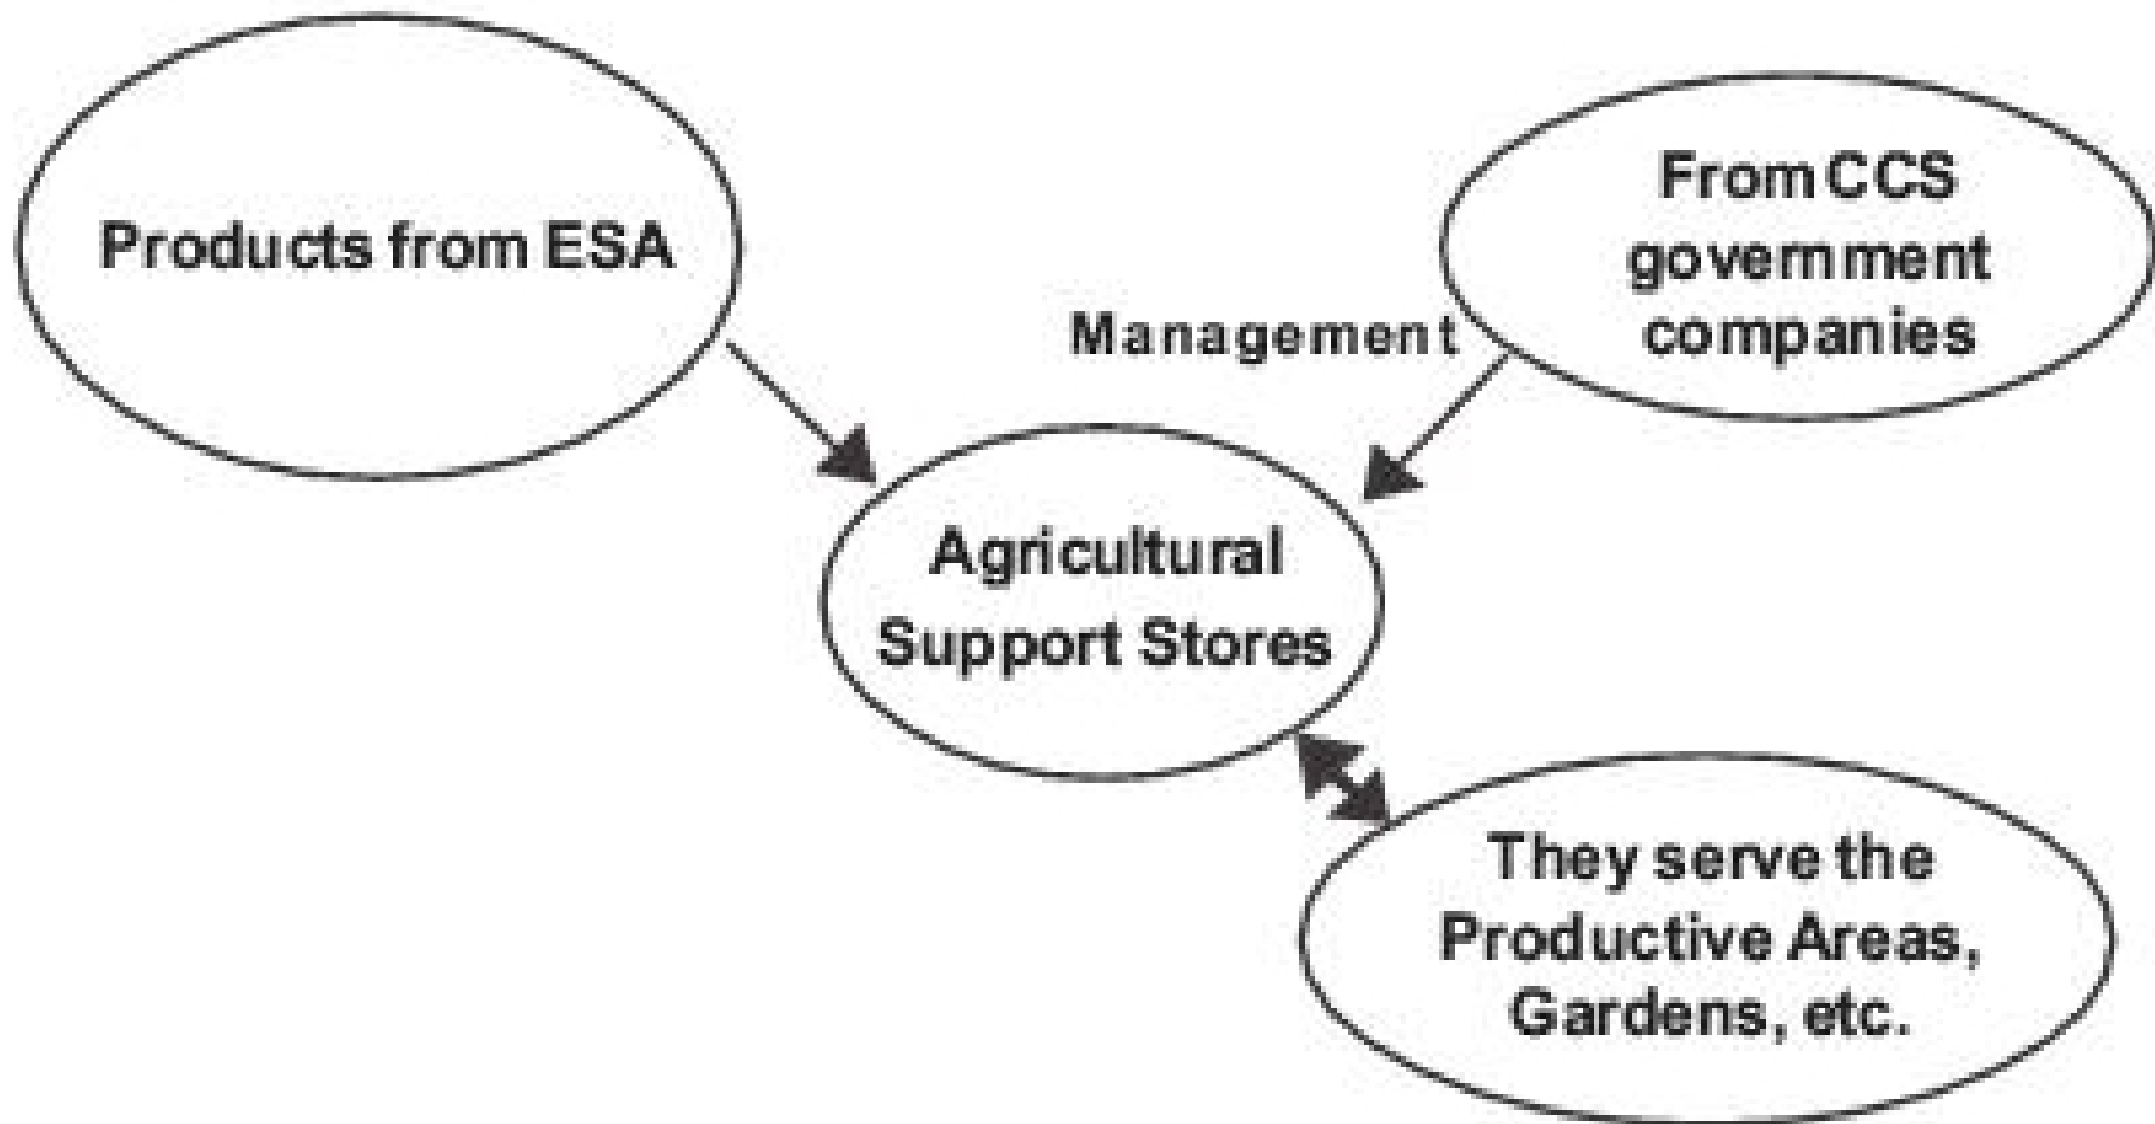 Products from ESA
From CCS
government
companies
Management
Agricultural
Support Stores
They serve the
Productive Areas,
Gardens, etc.